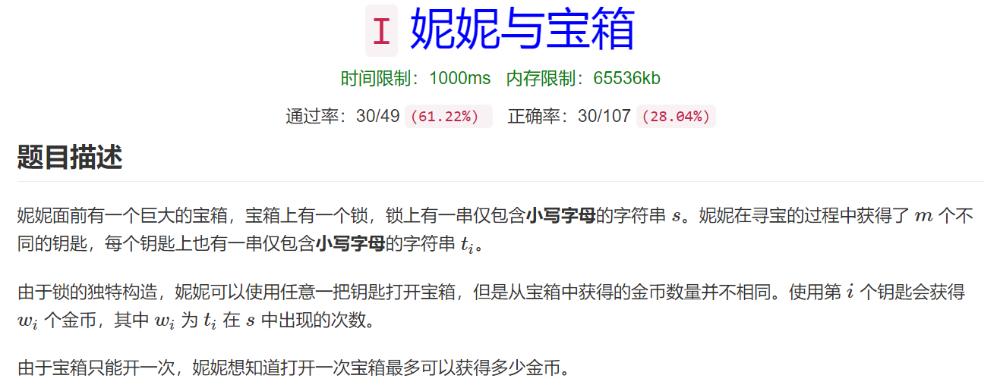 I 妮妮与宝箱
时间限制：1000ms 内存限制：65536kb
通过率：30/49 (61.22%) 正确率：30/107 (28.04%)
题目描述
妮妮面前有一个巨大的宝箱，宝箱上有一个锁，锁上有一串仅包含小写字母的字符串 s。妮妮在寻宝的过程中获得了 m 个不
同的钥匙，每个钥匙上也有一串仅包含小写字母的字符串 t_i。
由于锁的独特构造，妮妮可以使用任意一把钥匙打开宝箱，但是从宝箱中获得的金币数量并不相同。使用第 i 个钥匙会获得
w_i 个金币，其中 w_i 为 t_i 在 s 中出现的次数。
由于宝箱只能开一次，妮妮想知道打开一次宝箱最多可以获得多少金币。